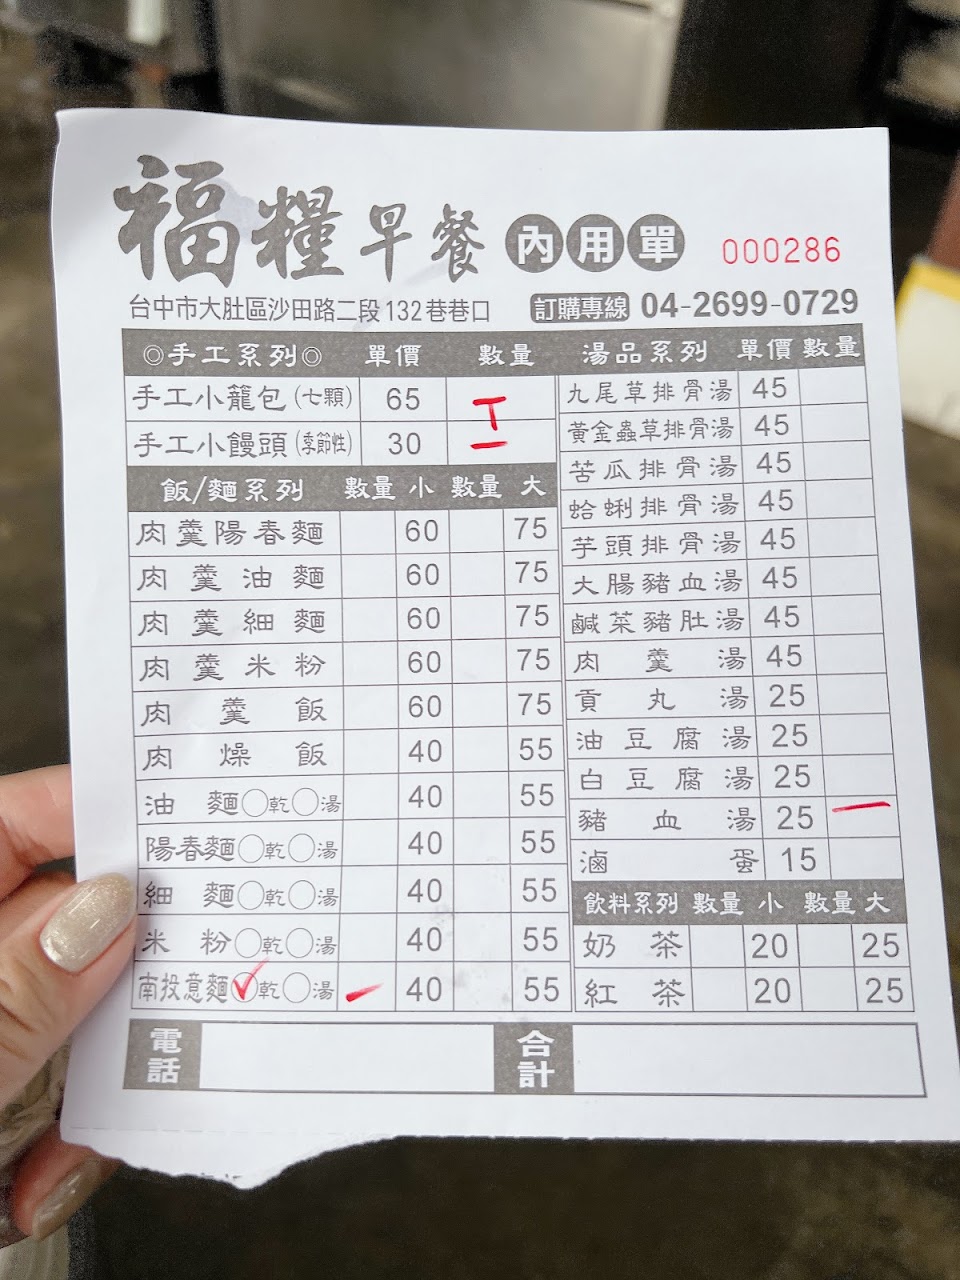 福糧早餐 內用單 000286
台中市大肚區沙田路二段132巷巷口 訂購專線 04-2699-0729
◎手工系列◎ 單價 數量
手工小籠包(七顆) 65 T
手工小饅頭(季節性) 30 一
飯/麵系列 數量 小 數量 大
肉羹陽春麵 60 75
肉羹油麵 60 75
肉羹細麵 60 75
肉羹米粉 60 75
肉羹飯 60 75
肉燥飯 40 55
油麵○乾○湯 40 55
陽春麵○乾○湯 40 55
細麵○乾○湯 40 55
米粉○乾○湯 40 55
南投意麵○✓乾○湯 一 40 55
湯品系列 單價 數量
九尾草排骨湯 45
黃金蟲草排骨湯 45
苦瓜排骨湯 45
蛤蜊排骨湯 45
芋頭排骨湯 45
大腸豬血湯 45
鹹菜豬肚湯 45
肉羹湯 45
貢丸湯 25
油豆腐湯 25
白豆腐湯 25
豬血湯 25 一
滷蛋 15
飲料系列 數量 小 數量 大
奶茶 20 25
紅茶 20 25
電話 合計